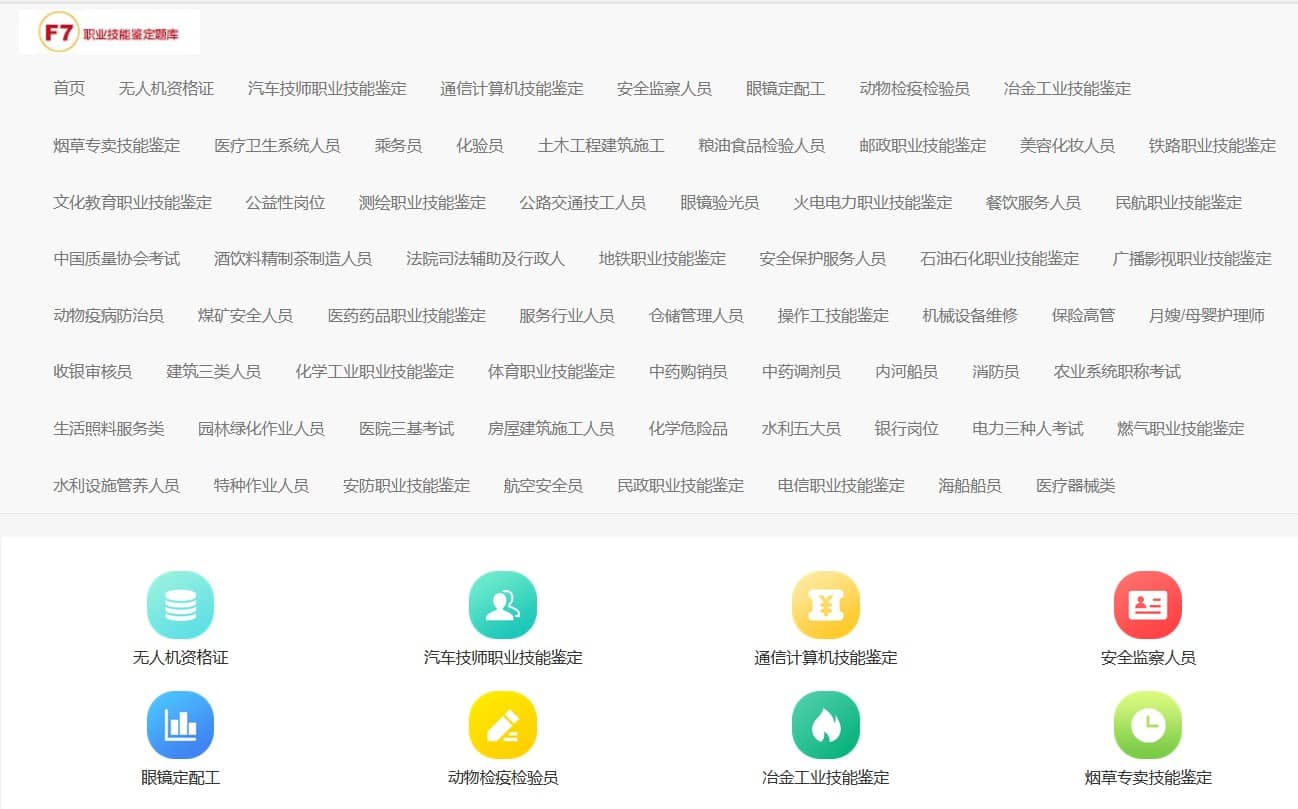 F7 职业技能鉴定题库
首页 无人机资格证 汽车技师职业技能鉴定 通信计算机技能鉴定 安全监察人员 眼镜定配工 动物检疫检验员 冶金工业技能鉴定
烟草专卖技能鉴定 医疗卫生系统人员 乘务员 化验员 土木工程建筑施工 粮油食品检验人员 邮政职业技能鉴定 美容化妆人员 铁路职业技能鉴定
文化教育职业技能鉴定 公益性岗位 测绘职业技能鉴定 公路交通技工人员 眼镜验光员 火电电力职业技能鉴定 餐饮服务人员 民航职业技能鉴定
中国质量协会考试 酒饮料精制茶制造人员 法院司法辅助及行政人 地铁职业技能鉴定 安全保护服务人员 石油石化职业技能鉴定 广播影视职业技能鉴定
动物疫病防治员 煤矿安全人员 医药药品职业技能鉴定 服务行业人员 仓储管理人员 操作工技能鉴定 机械设备维修 保险高管 月嫂/母婴护理师
收银审核员 建筑三类人员 化学工业职业技能鉴定 体育职业技能鉴定 中药购销员 中药调剂员 内河船员 消防员 农业系统职称考试
生活照料服务类 园林绿化作业人员 医院三基考试 房屋建筑施工人员 化学危险品 水利五大员 银行岗位 电力三种人考试 燃气职业技能鉴定
水利设施管养人员 特种作业人员 安防职业技能鉴定 航空安全员 民政职业技能鉴定 电信职业技能鉴定 海船船员 医疗器械类
无人机资格证 汽车技师职业技能鉴定 通信计算机技能鉴定 安全监察人员
眼镜定配工 动物检疫检验员 冶金工业技能鉴定 烟草专卖技能鉴定